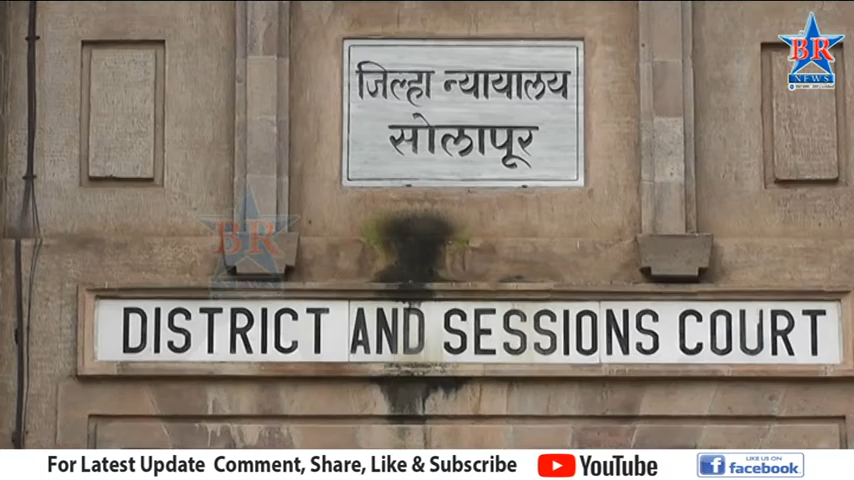 जिल्हा न्यायालय
सोलापूर
BR
NEWS
BR
DISTRICT AND SESSIONS COURT
For Latest Update Comment, Share, Like & Subscribe
YouTube
LIKE US ON
facebook.